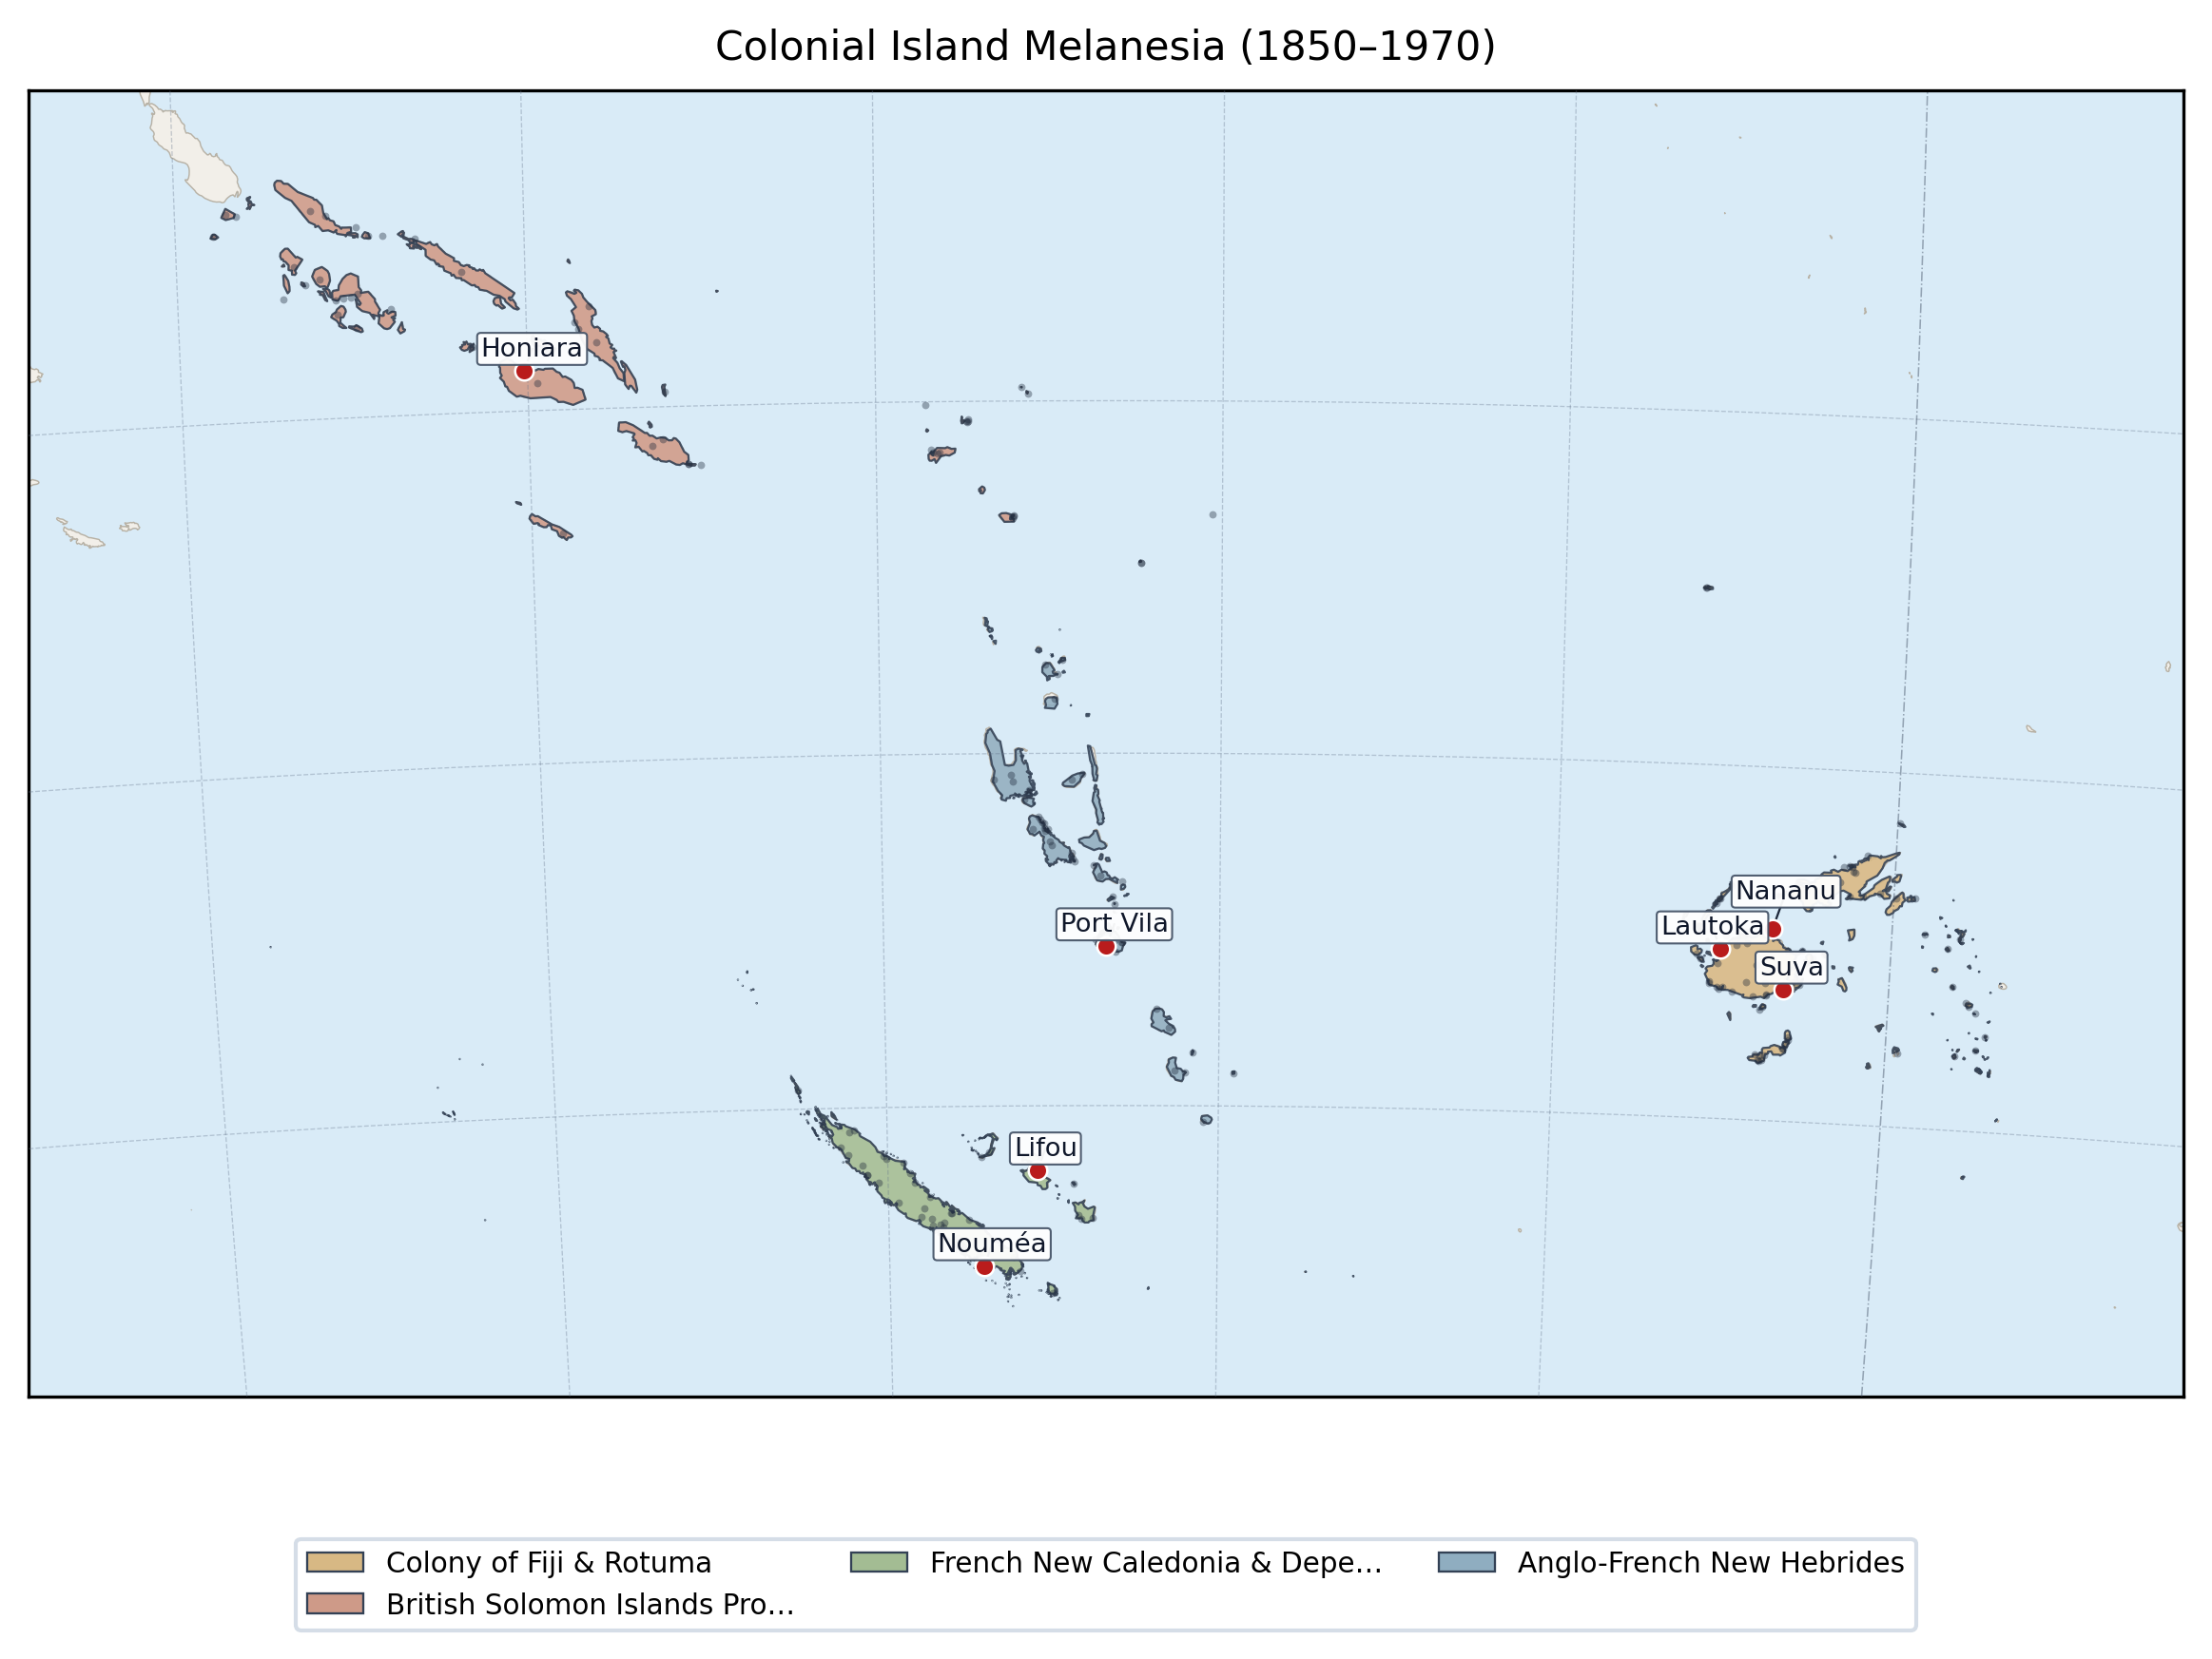 Colonial Island Melanesia (1850–1970)
Honiara
Nananu
Port Vila
Lautoka
Suva
Lifou
Nouméa
Colony of Fiji & Rotuma
British Solomon Islands Pro...
French New Caledonia & Depe...
Anglo-French New Hebrides